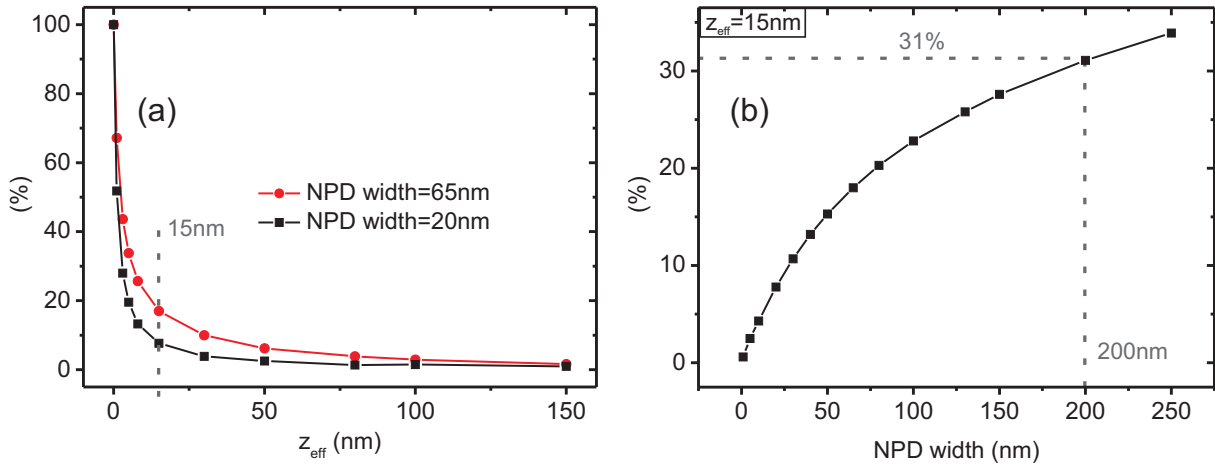 100
80
60
40
20
0
(%)
(a)
15nm
NPD width=65nm
NPD width=20nm
0
50
100
150
z_eff (nm)
z_eff=15nm
31%
(b)
30
20
10
0
(%)
200nm
0
50
100
150
200
250
NPD width (nm)